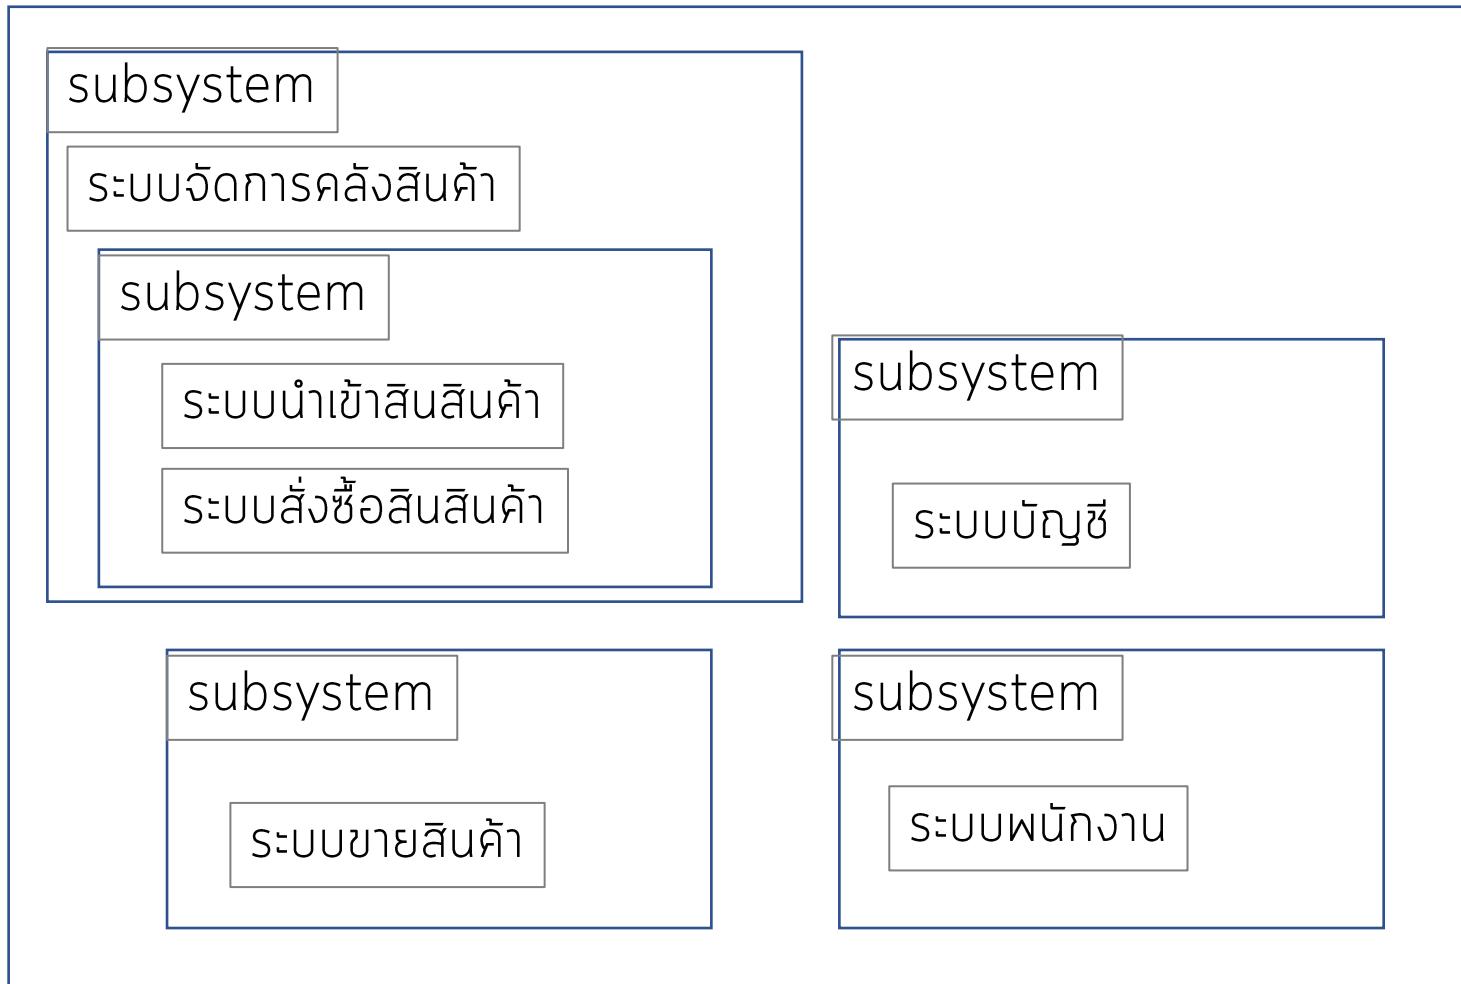 subsystem
ระบบจัดการคลังสินค้า
subsystem
ระบบนำเข้าสินสินค้า
ระบบสั่งซื้อสินสินค้า
subsystem
ระบบบัญชี
subsystem
ระบบขายสินค้า
subsystem
ระบบพนักงาน